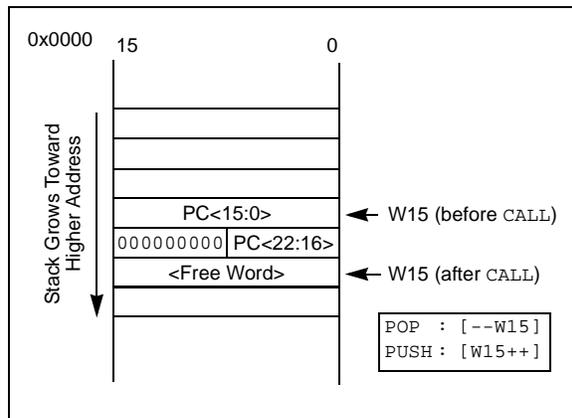 0x0000
15 0
Stack Grows Toward
Higher Address
PC<15:0>
W15 (before CALL)
000000000 PC<22:16>
<Free Word>
W15 (after CALL)
POP : [--W15]
PUSH : [W15++]